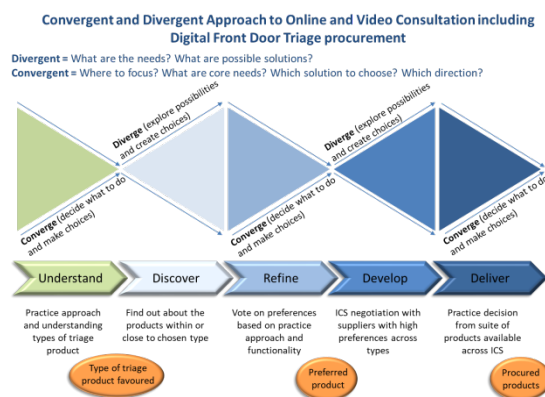 Convergent and Divergent Approach to Online and Video Consultation including
Digital Front Door Triage procurement
Divergent = What are the needs? What are possible solutions?
Convergent = Where to focus? What are core needs? Which solution to choose? Which direction?
Converge (decide what to do
and make choices)
Diverge (explore possibilities
and create choices)
Converge (decide what to do
and make choices)
Diverge (explore possibilities
and create choices)
Converge (decide what to do
and make choices)
Understand
Discover
Refine
Develop
Deliver
Practice approach
and understanding
types of triage
product
Find out about the
products within or
close to chosen type
Vote on preferences
based on practice
approach and
functionality
ICS negotiation with
suppliers with high
preferences across
types
Practice decision
from suite of
products available
across ICS
Type of triage
product favoured
Preferred
product
Procured
products